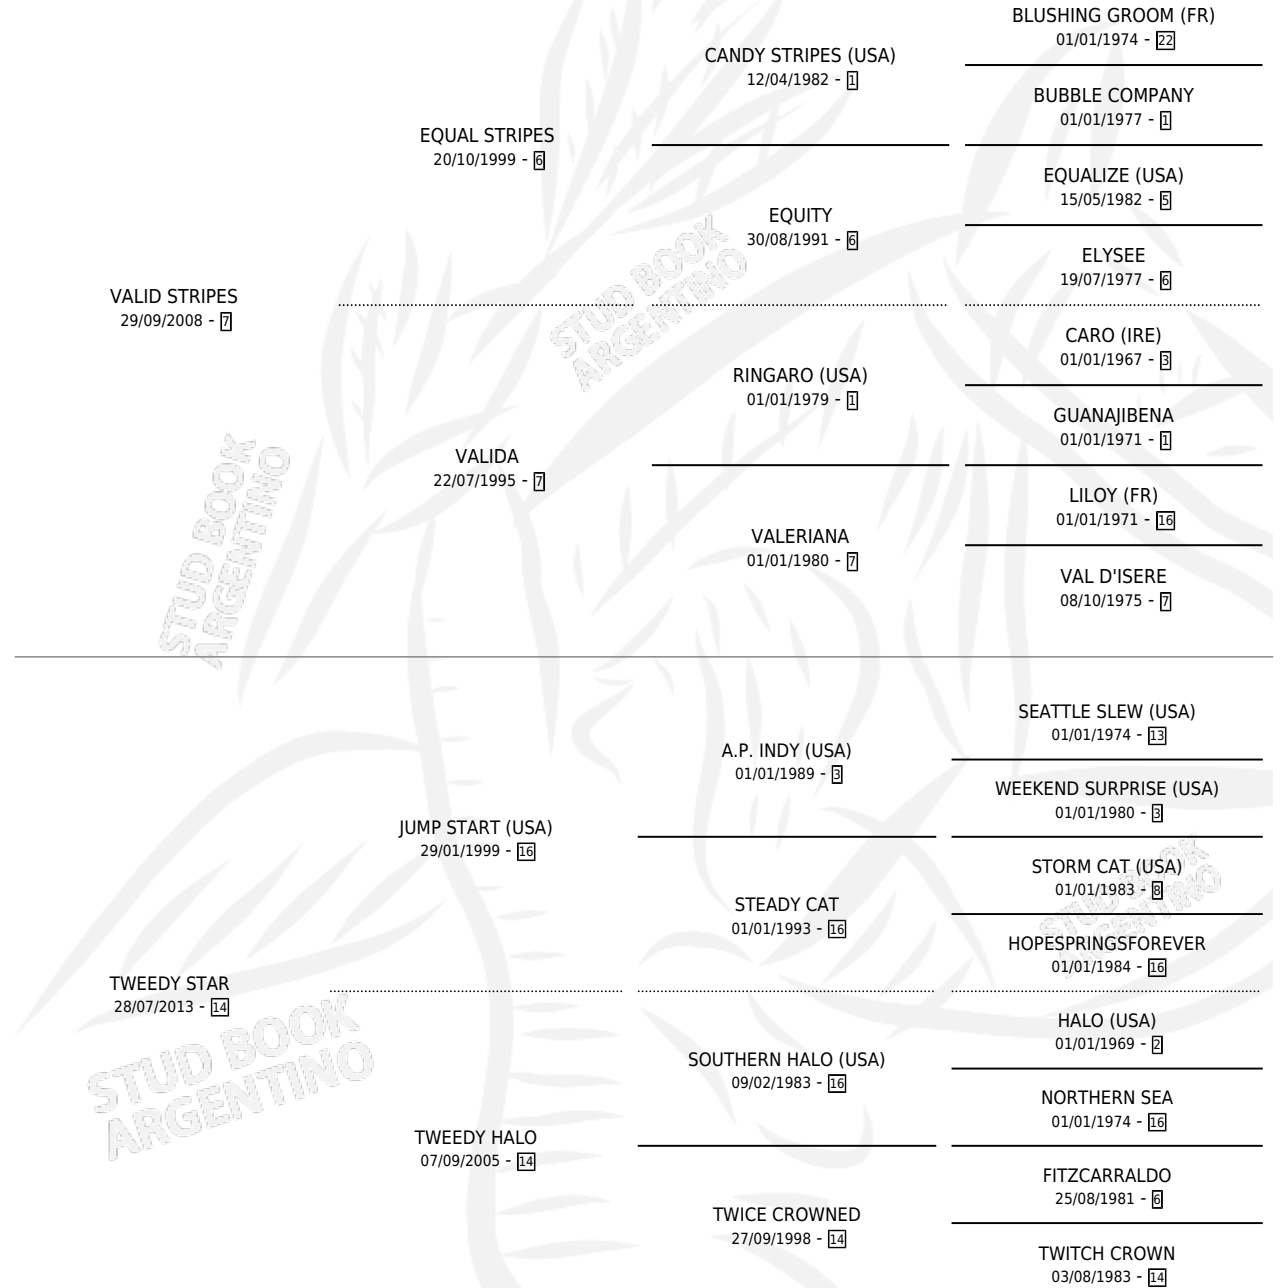 BLUSHING GROOM (FR)
01/01/1974 - 22
CANDY STRIPES (USA)
12/04/1982 - 1
BUBBLE COMPANY
01/01/1977 - 1
EQUAL STRIPES
20/10/1999 - 6
EQUALIZE (USA)
15/05/1982 - 5
EQUITY
30/08/1991 - 6
ELYSEE
19/07/1977 - 6
VALID STRIPES
29/09/2008 - 7
CARO (IRE)
01/01/1967 - 3
RINGARO (USA)
01/01/1979 - 1
GUANAJIBENA
01/01/1971 - 1
VALIDA
22/07/1995 - 7
LILOY (FR)
01/01/1971 - 16
VALERIANA
01/01/1980 - 7
VAL D'ISERE
08/10/1975 - 7
STUD BOOK
ARGENTINO
STUD BOOK
ARGENTINO
SEATTLE SLEW (USA)
01/01/1974 - 13
A.P. INDY (USA)
01/01/1989 - 3
WEEKEND SURPRISE (USA)
01/01/1980 - 3
JUMP START (USA)
29/01/1999 - 16
STORM CAT (USA)
01/01/1983 - 8
STEADY CAT
01/01/1993 - 16
HOPESPRINGSFOREVER
01/01/1984 - 16
TWEEDY STAR
28/07/2013 - 14
HALO (USA)
01/01/1969 - 2
SOUTHERN HALO (USA)
09/02/1983 - 16
NORTHERN SEA
01/01/1974 - 16
TWEEDY HALO
07/09/2005 - 14
FITZCARRALDO
25/08/1981 - 6
TWICE CROWNED
27/09/1998 - 14
TWITCH CROWN
03/08/1983 - 14
STUD BOOK
ARGENTINO
STUD BOOK
ARGENTINO